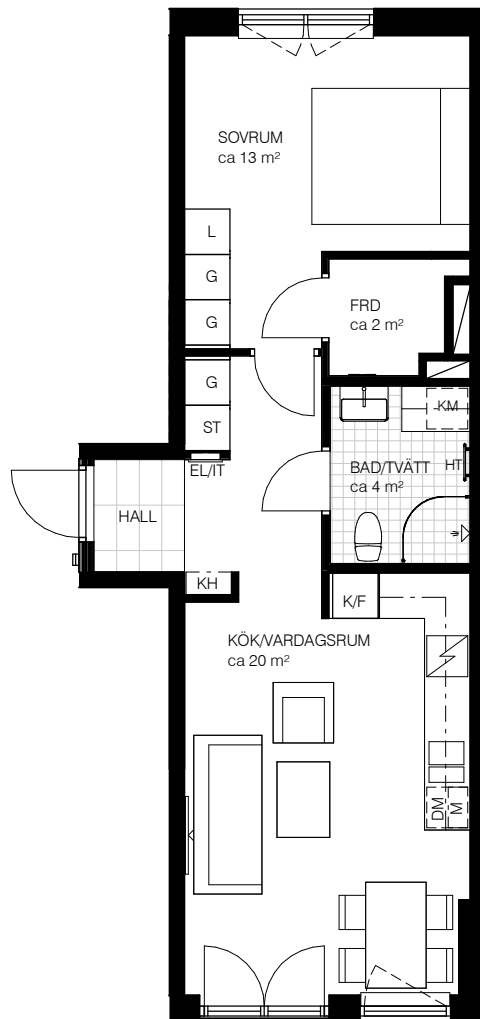 SOVRUM
ca 13 m²
L
G
G
FRD
ca 2 m²
G
ST
KM
EL/IT
BAD/TVÄTT
ca 4 m²
HT
HALL
KH
K/F
KÖK/VARDAGSRUM
ca 20 m²
DM
M